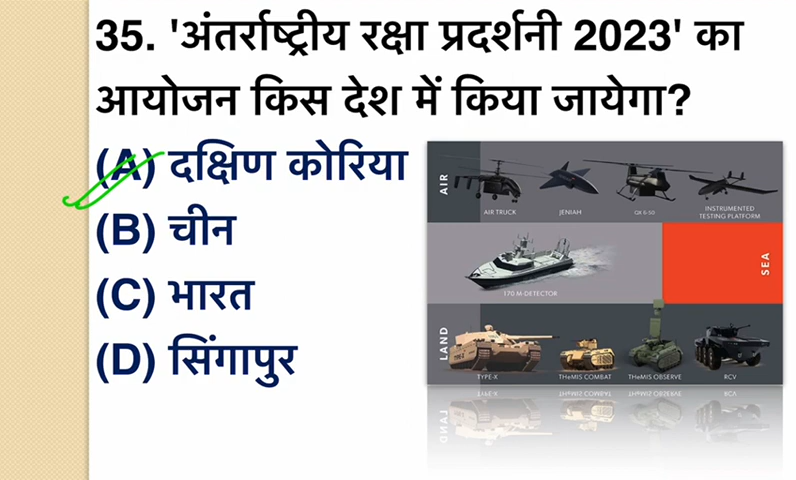 35. 'अंतर्राष्ट्रीय रक्षा प्रदर्शनी 2023' का
आयोजन किस देश में किया जायेगा?
(A) दक्षिण कोरिया
(B) चीन
(C) भारत
(D) सिंगापुर
AIR
AIR TRUCK
JENIAH
QX 6-50
INSTRUMENTED
TESTING PLATFORM
SEA
170 M-DETECTOR
LAND
TYPE-X
THeMIS COMBAT
THeMIS OBSERVE
RCV